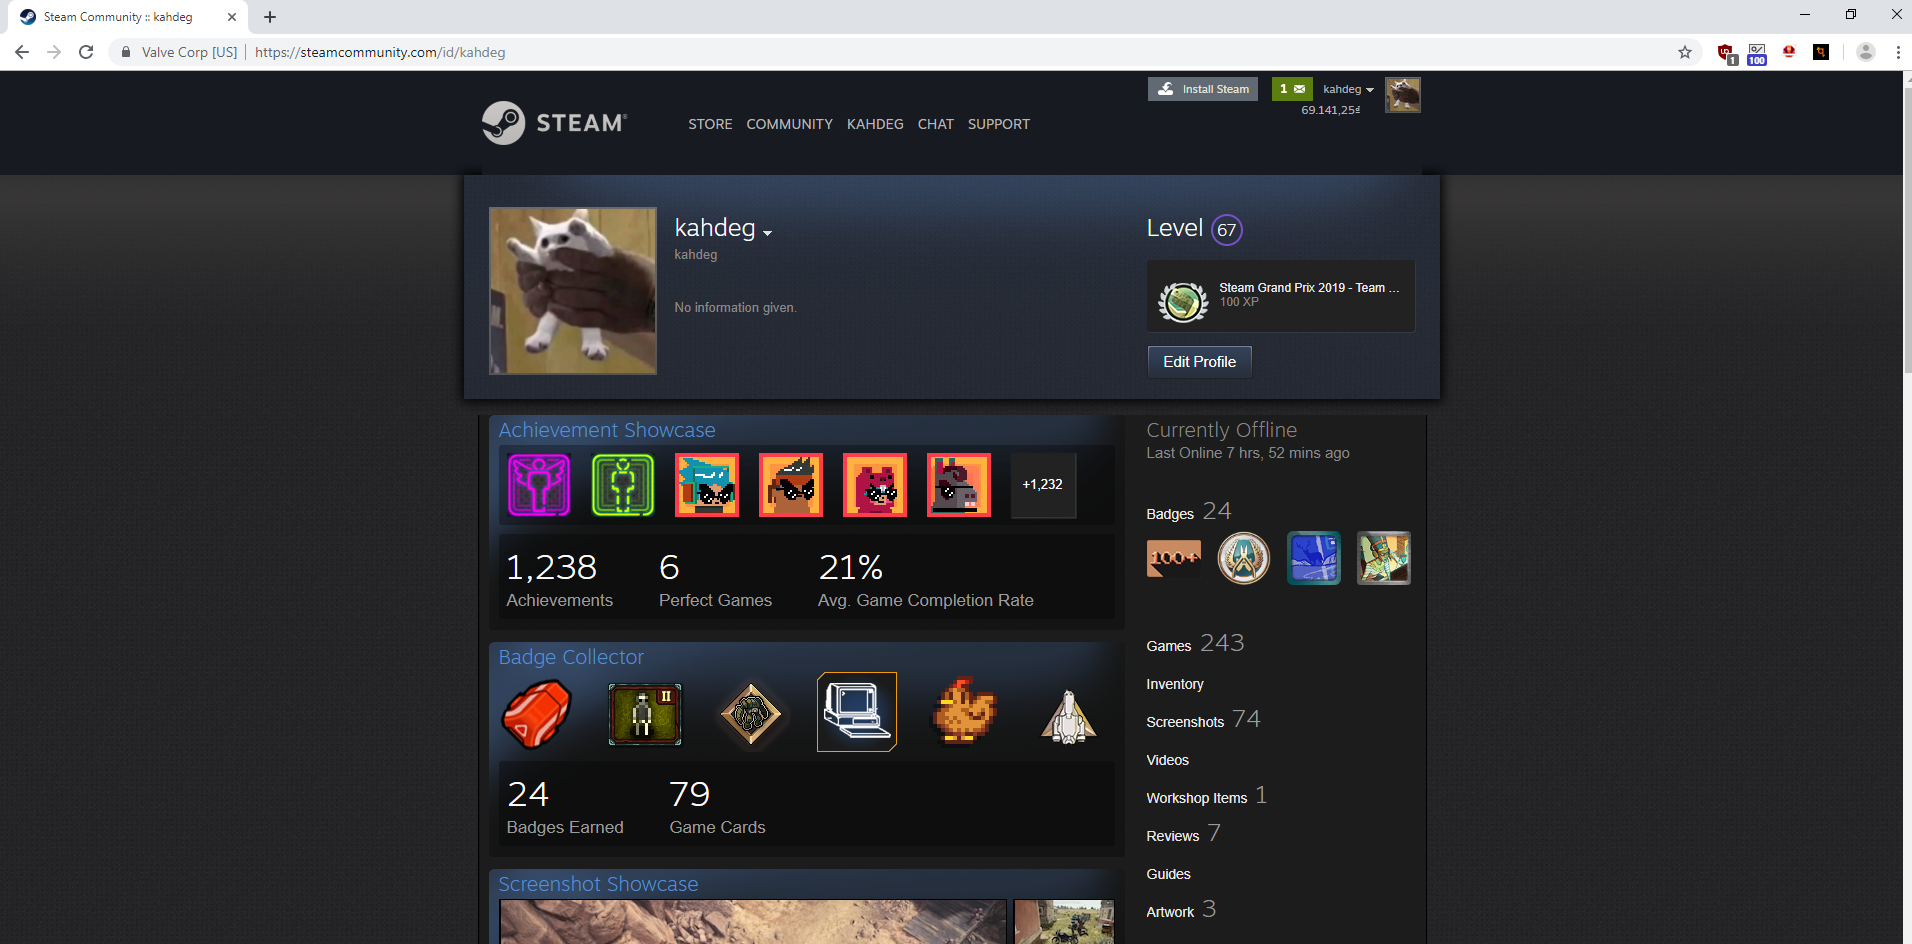 Steam Community :: kahdeg
Valve Corp [US] https://steamcommunity.com/id/kahdeg
1
100
Install Steam
1
kahdeg
69.141,25₫
STEAM®
STORE COMMUNITY KAHDEG CHAT SUPPORT
kahdeg
kahdeg
No information given.
Level 67
Steam Grand Prix 2019 - Team ...
100 XP
Edit Profile
Achievement Showcase
+1,232
1,238 6 21%
Achievements Perfect Games Avg. Game Completion Rate
Badge Collector
II
24 79
Badges Earned Game Cards
Screenshot Showcase
Currently Offline
Last Online 7 hrs, 52 mins ago
Badges 24
100+
Games 243
Inventory
Screenshots 74
Videos
Workshop Items 1
Reviews 7
Guides
Artwork 3